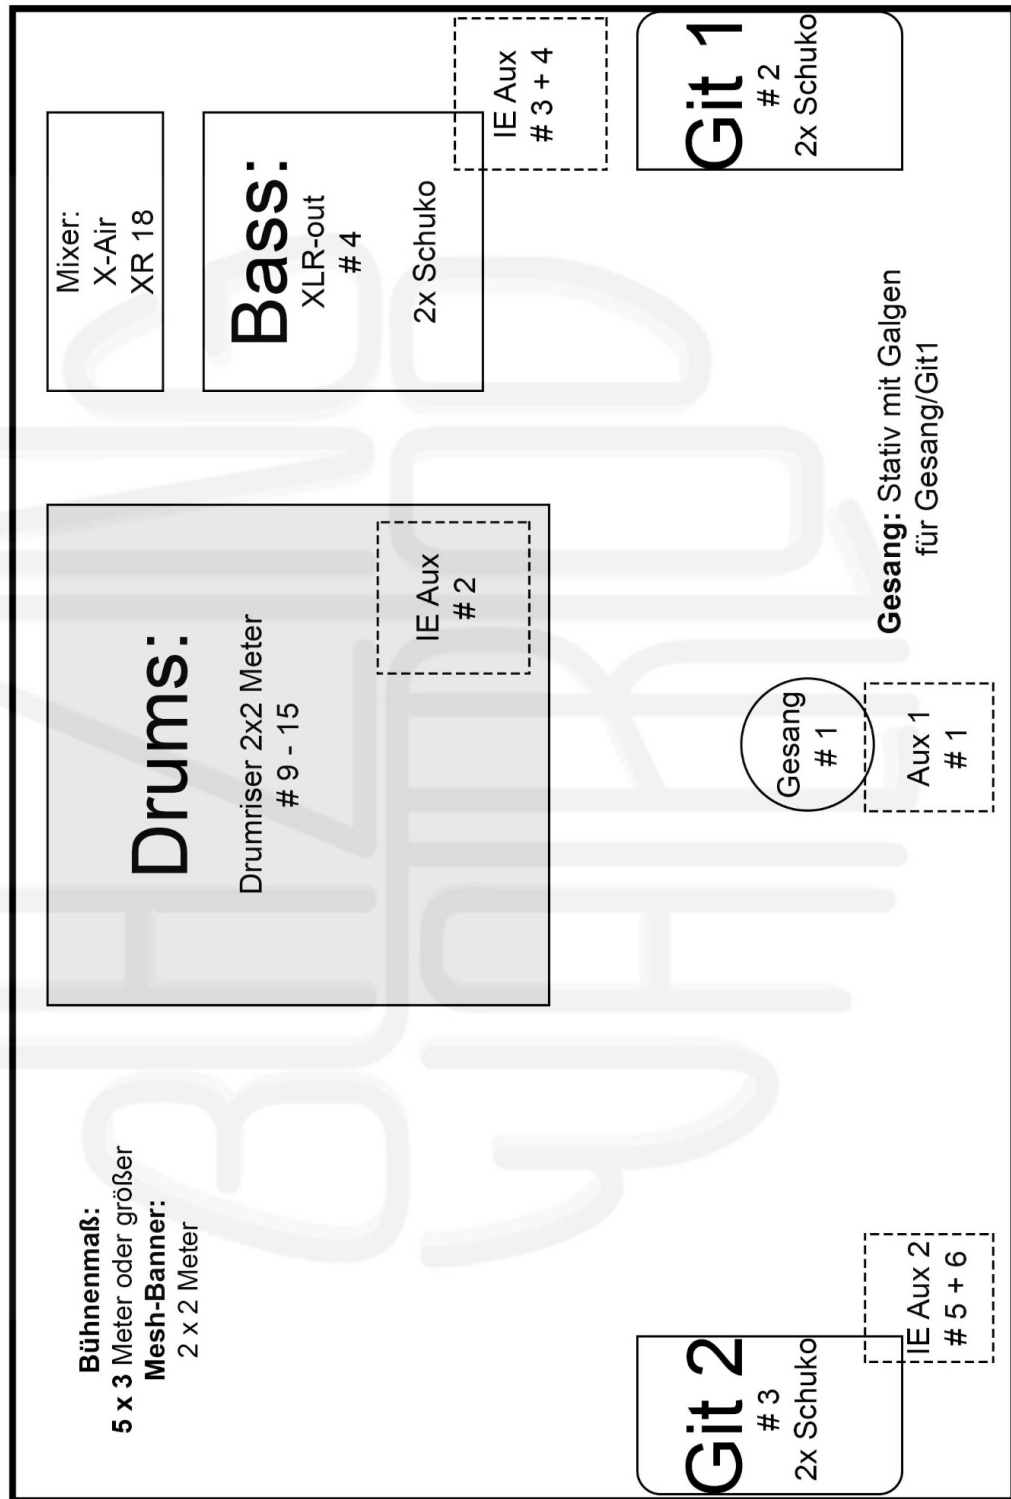 Bühnenmaß:
5 x 3 Meter oder größer
Mesh-Banner:
2 x 2 Meter
Drums:
Drumriser 2x2 Meter
# 9 - 15
IE Aux
# 2
Mixer:
X-Air
XR 18
Bass:
XLR-out
# 4
2x Schuko
IE Aux
# 3 + 4
Git 2
# 3
2x Schuko
IE Aux 2
# 5 + 6
Gesang
# 1
Aux 1
# 1
Gesang: Stativ mit Galgen
für Gesang/Git1
Git 1
# 2
2x Schuko